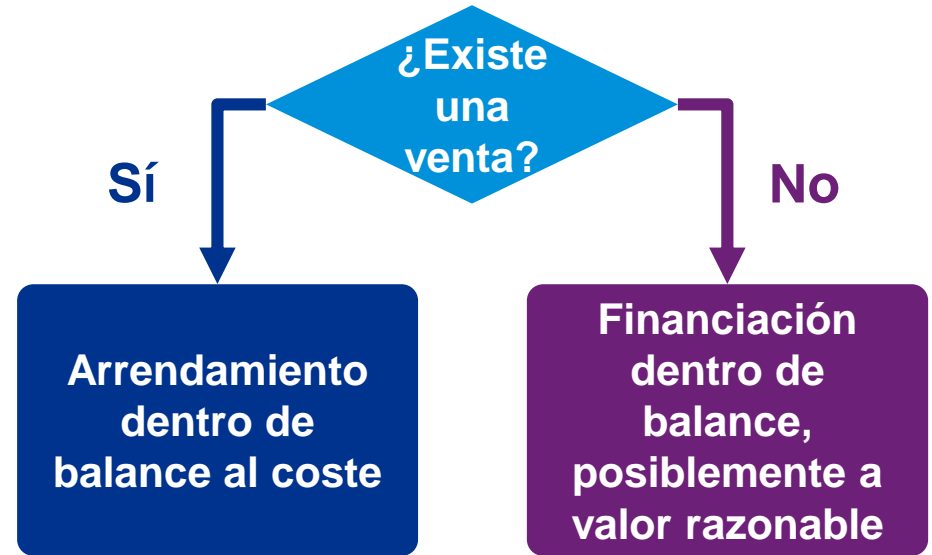 ¿Existe
una
venta?
Sí
No
Arrendamiento
dentro de
balance al coste
Financiación
dentro de
balance,
posiblemente a
valor razonable